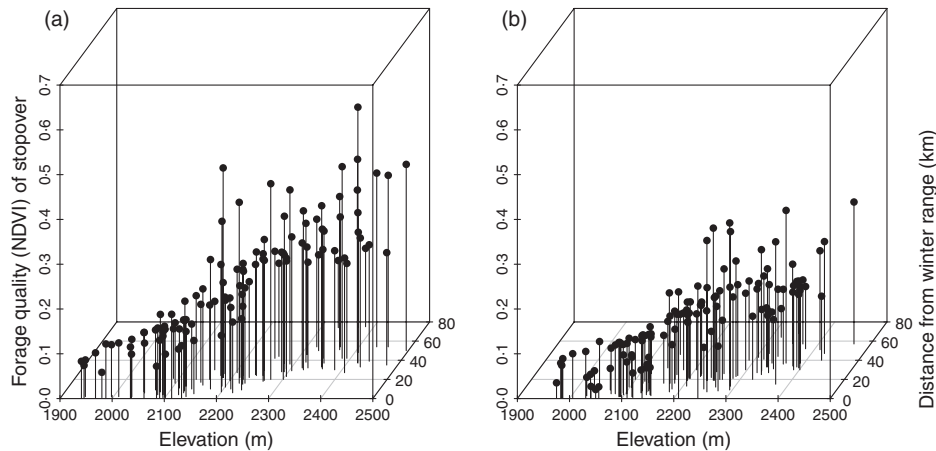 (a)
(b)
Forage quality (NDVI) of stopover
0·0 0·1 0·2 0·3 0·4 0·5 0·6 0·7
1900 2000 2100 2200 2300 2400 2500
Elevation (m)
0 20 40 60 80
0·0 0·1 0·2 0·3 0·4 0·5 0·6 0·7
1900 2000 2100 2200 2300 2400 2500
Elevation (m)
0 20 40 60 80
Distance from winter range (km)